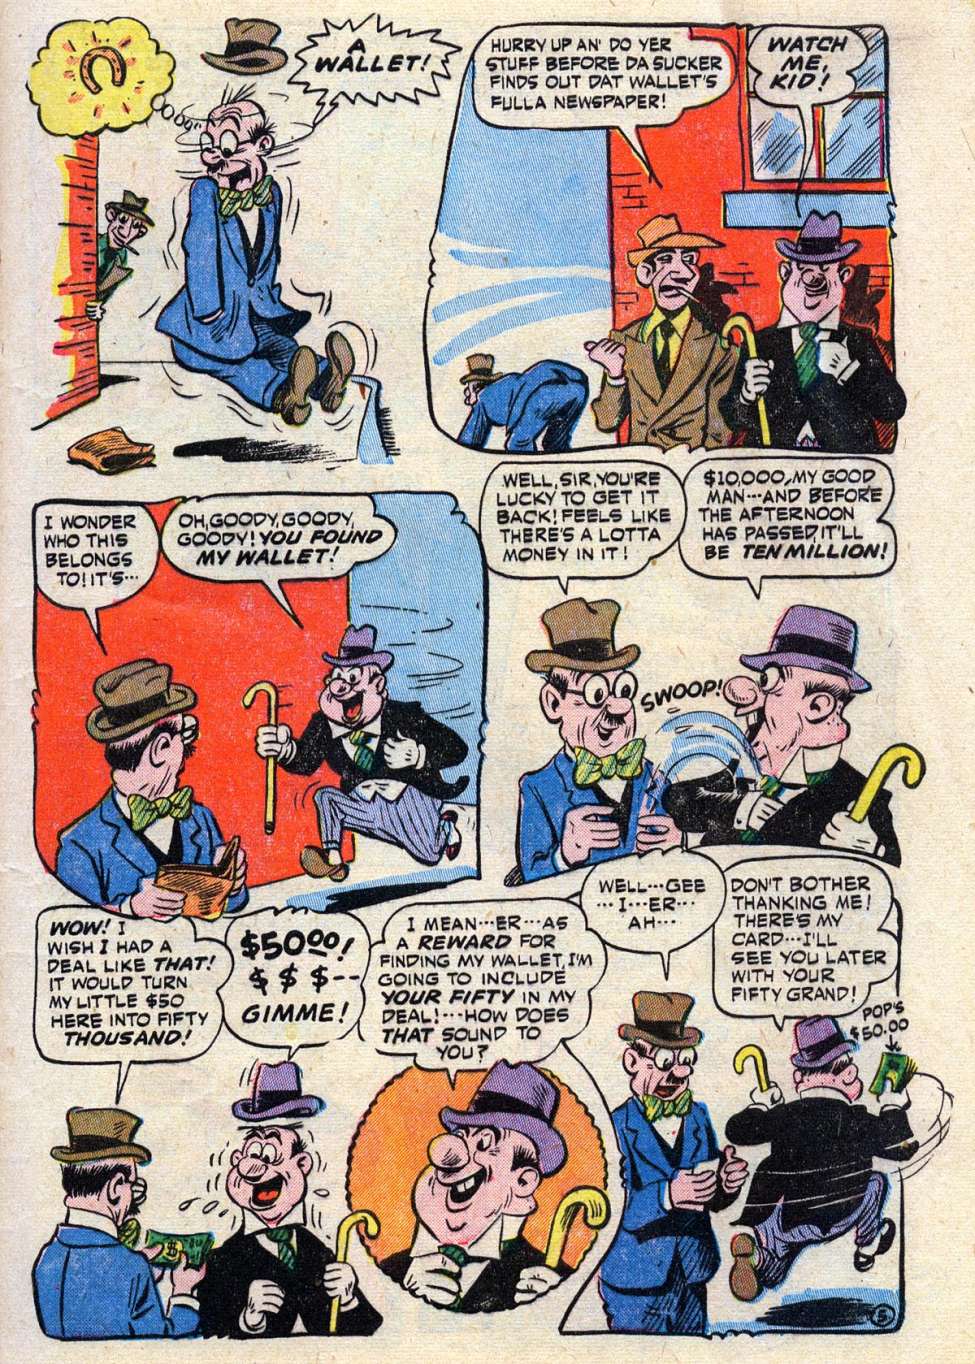 A
WALLET!
HURRY UP AN' DO YER
STUFF BEFORE DA SUCKER
FINDS OUT DAT WALLET'S
FULLA NEWSPAPER!
WATCH
ME,
KID!
I WONDER
WHO THIS
BELONGS
TO! IT'S---
OH, GOODY, GOODY,
GOODY! YOU FOUND
MY WALLET!
WELL, SIR, YOU'RE
LUCKY TO GET IT
BACK! FEELS LIKE
THERE'S A LOTTA
MONEY IN IT!
$10,000, MY GOOD
MAN---AND BEFORE
THE AFTERNOON
HAS PASSED, IT'LL
BE TEN MILLION!
SWOOP!
WOW! I
WISH I HAD A
DEAL LIKE THAT!
IT WOULD TURN
MY LITTLE $50
HERE INTO FIFTY
THOUSAND!
$50.00!
$ $ $--
GIMME!
$
I MEAN---ER---AS
A REWARD FOR
FINDING MY WALLET, I'M
GOING TO INCLUDE
YOUR FIFTY IN MY
DEAL!---HOW DOES
THAT SOUND TO
YOU?
WELL---GEE
---I---ER---
AH---
DON'T BOTHER
THANKING ME!
THERE'S MY
CARD---I'LL
SEE YOU LATER
WITH YOUR
FIFTY GRAND!
POP'S
$50.00
5